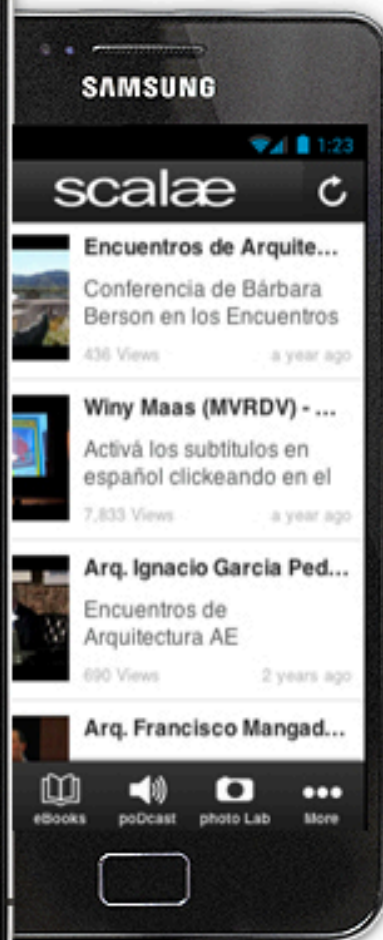 SAMSUNG
1:23
scalae
Encuentros de Arquite...
Conferencia de Bárbara
Berson en los Encuentros
436 Views a year ago
Winy Maas (MVRDV) - ...
Activá los subtítulos en
español clickeando en el
7,833 Views a year ago
Arq. Ignacio Garcia Ped...
Encuentros de
Arquitectura AE
690 Views 2 years ago
Arq. Francisco Mangad...
eBooks poDcast photo Lab More